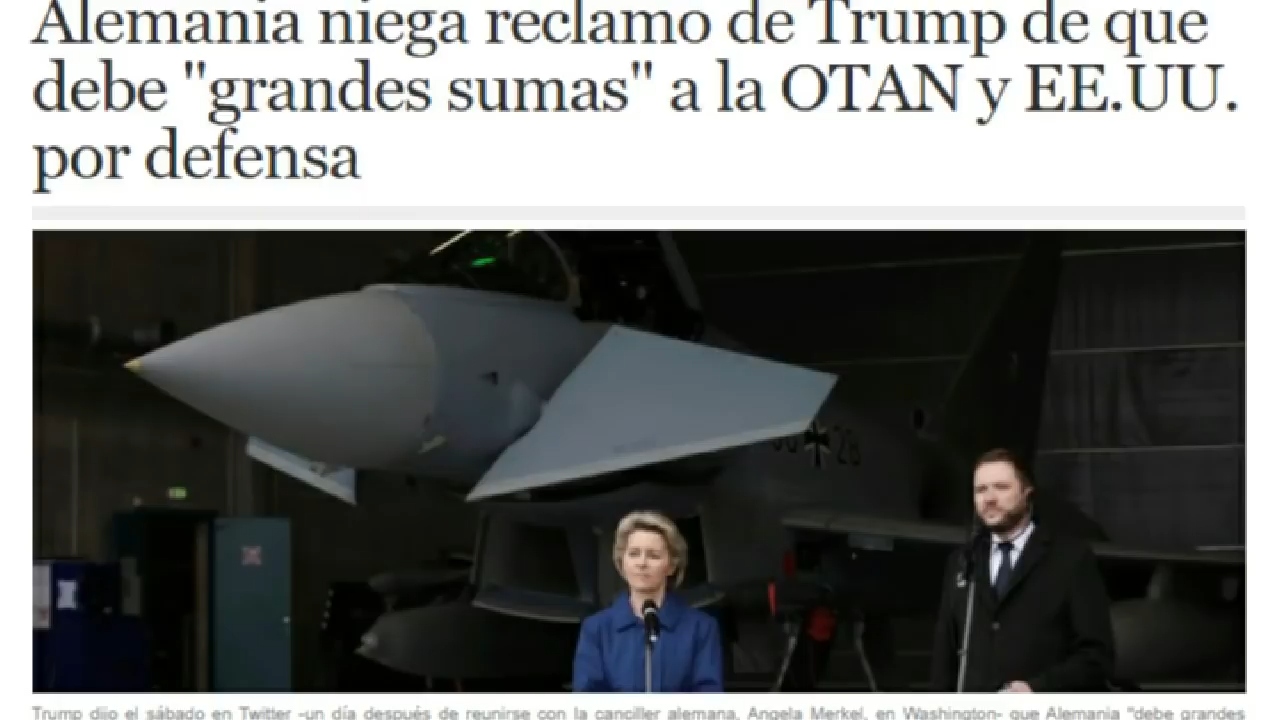 Alemania niega reclamo de Trump de que
debe "grandes sumas" a la OTAN y EE.UU.
por defensa
Trump dijo el sábado en Twitter -un día después de reunirse con la canciller alemana, Angela Merkel, en Washington- que Alemania "debe grandes